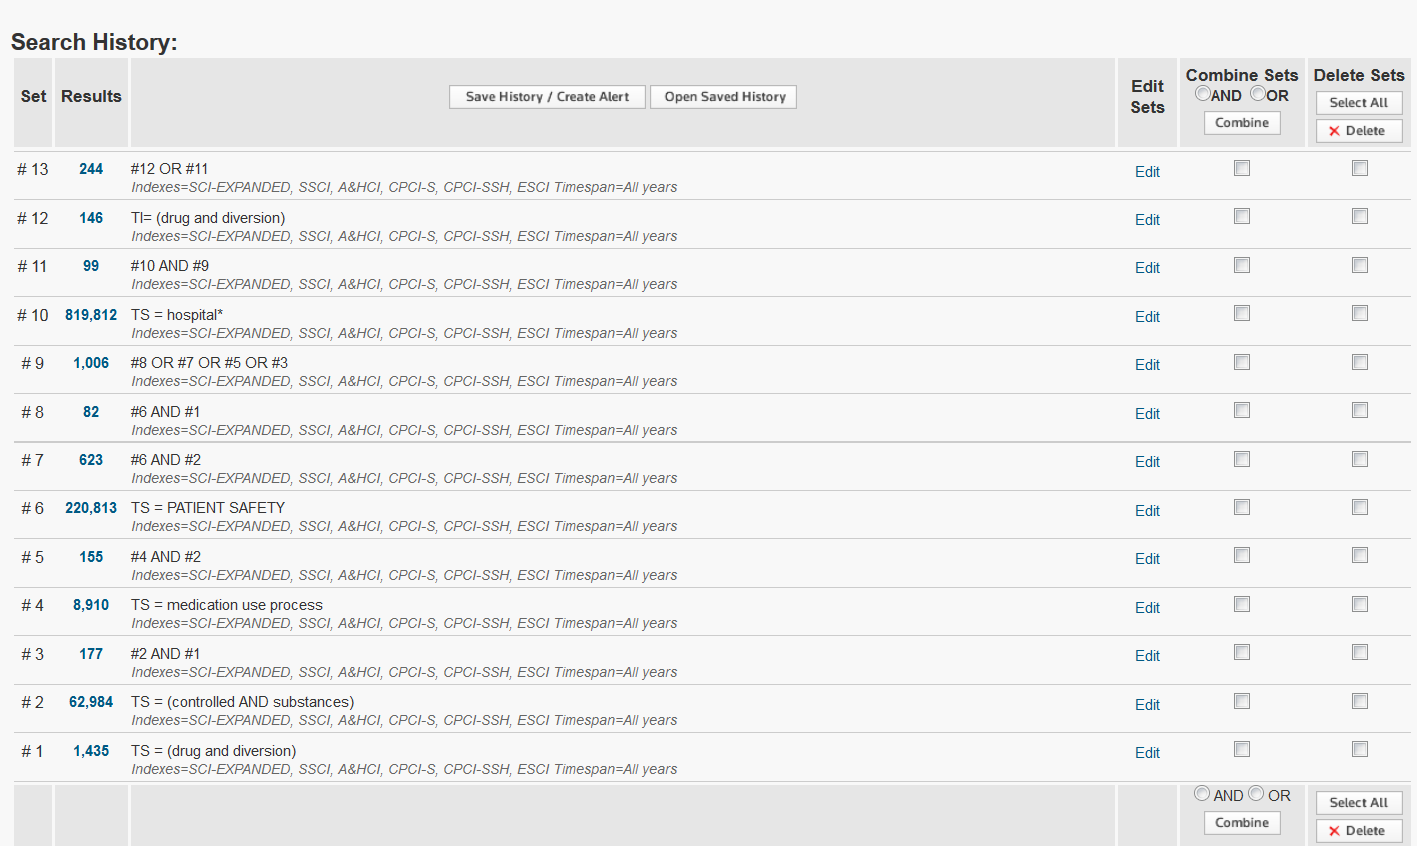 Search History:
Set Results Save History / Create Alert Open Saved History Edit Sets Combine Sets AND OR Combine Delete Sets Select All Delete
# 13 244 #12 OR #11 Edit
Indexes=SCI-EXPANDED, SSCI, A&HCI, CPCI-S, CPCI-SSH, ESCI Timespan=All years
# 12 146 TI= (drug and diversion) Edit
Indexes=SCI-EXPANDED, SSCI, A&HCI, CPCI-S, CPCI-SSH, ESCI Timespan=All years
# 11 99 #10 AND #9 Edit
Indexes=SCI-EXPANDED, SSCI, A&HCI, CPCI-S, CPCI-SSH, ESCI Timespan=All years
# 10 819,812 TS = hospital* Edit
Indexes=SCI-EXPANDED, SSCI, A&HCI, CPCI-S, CPCI-SSH, ESCI Timespan=All years
# 9 1,006 #8 OR #7 OR #5 OR #3 Edit
Indexes=SCI-EXPANDED, SSCI, A&HCI, CPCI-S, CPCI-SSH, ESCI Timespan=All years
# 8 82 #6 AND #1 Edit
Indexes=SCI-EXPANDED, SSCI, A&HCI, CPCI-S, CPCI-SSH, ESCI Timespan=All years
# 7 623 #6 AND #2 Edit
Indexes=SCI-EXPANDED, SSCI, A&HCI, CPCI-S, CPCI-SSH, ESCI Timespan=All years
# 6 220,813 TS = PATIENT SAFETY Edit
Indexes=SCI-EXPANDED, SSCI, A&HCI, CPCI-S, CPCI-SSH, ESCI Timespan=All years
# 5 155 #4 AND #2 Edit
Indexes=SCI-EXPANDED, SSCI, A&HCI, CPCI-S, CPCI-SSH, ESCI Timespan=All years
# 4 8,910 TS = medication use process Edit
Indexes=SCI-EXPANDED, SSCI, A&HCI, CPCI-S, CPCI-SSH, ESCI Timespan=All years
# 3 177 #2 AND #1 Edit
Indexes=SCI-EXPANDED, SSCI, A&HCI, CPCI-S, CPCI-SSH, ESCI Timespan=All years
# 2 62,984 TS = (controlled AND substances) Edit
Indexes=SCI-EXPANDED, SSCI, A&HCI, CPCI-S, CPCI-SSH, ESCI Timespan=All years
# 1 1,435 TS = (drug and diversion) Edit
Indexes=SCI-EXPANDED, SSCI, A&HCI, CPCI-S, CPCI-SSH, ESCI Timespan=All years
AND OR Select All
Combine Delete